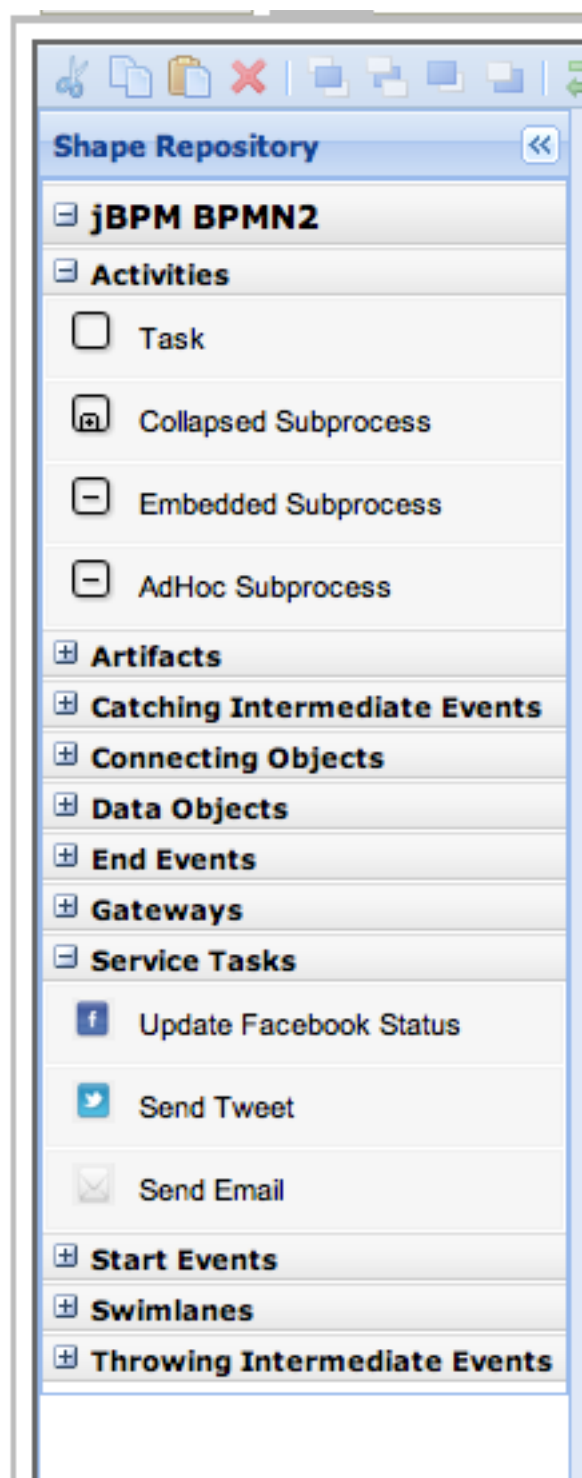 Shape Repository
jBPM BPMN2
Activities
Task
Collapsed Subprocess
Embedded Subprocess
AdHoc Subprocess
Artifacts
Catching Intermediate Events
Connecting Objects
Data Objects
End Events
Gateways
Service Tasks
Update Facebook Status
Send Tweet
Send Email
Start Events
Swimlanes
Throwing Intermediate Events